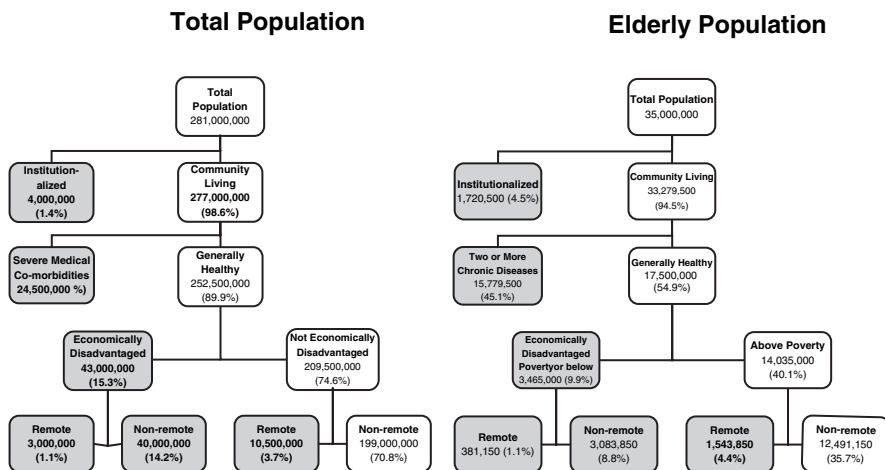 Total Population
Total
Population
281,000,000
Institution-
alized
4,000,000
(1.4%)
Community
Living
277,000,000
(98.6%)
Severe Medical
Co-morbidities
24,500,000 %)
Generally
Healthy
252,500,000
(89.9%)
Economically
Disadvantaged
43,000,000
(15.3%)
Not Economically
Disadvantaged
209,500,000
(74.6%)
Remote
3,000,000
(1.1%)
Non-remote
40,000,000
(14.2%)
Remote
10,500,000
(3.7%)
Non-remote
199,000,000
(70.8%)
Elderly Population
Total Population
35,000,000
Institutionalized
1,720,500 (4.5%)
Community Living
33,279,500
(94.5%)
Two or More
Chronic Diseases
15,779,500
(45.1%)
Generally Healthy
17,500,000
(54.9%)
Economically
Disadvantaged
Povertyor below
3,465,000 (9.9%)
Above Poverty
14,035,000
(40.1%)
Remote
381,150 (1.1%)
Non-remote
3,083,850
(8.8%)
Remote
1,543,850
(4.4%)
Non-remote
12,491,150
(35.7%)